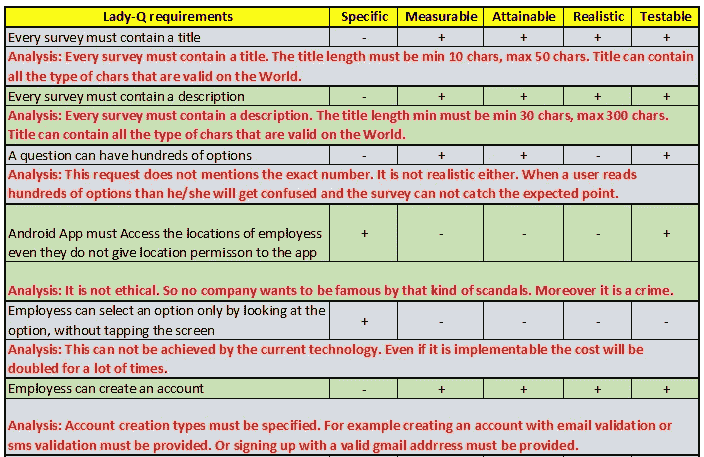 Lady-Q requirements Specific Measurable Attainable Realistic Testable
Every survey must contain a title - + + + +
Analysis: Every survey must contain a title. The title length must be min 10 chars, max 50 chars. Title can contain
all the type of chars that are valid on the World.
Every survey must contain a description - + + + +
Analysis: Every survey must contain a description. The title length min must be min 30 chars, max 300 chars.
Title can contain all the type of chars that are valid on the World.
A question can have hundreds of options - + + - +
Analysis: This request does not mentions the exact number. It is not realistic either. When a user reads
hundreds of options than he/she will get confused and the survey can not catch the expected point.
Android App must Access the locations of employess
even they do not give location permisson to the app + - - - +
Analysis: It is not ethical. So no company wants to be famous by that kind of scandals. Moreover it is a crime.
Employess can select an option only by looking at the
option, without tapping the screen + - - - -
Analysis: This can not be achieved by the current technology. Even if it is implementable the cost will be
doubled for a lot of times.
Employess can create an account - + + + +
Analysis: Account creation types must be specified. For example creating an account with email validation or
sms validation must be provided. Or signing up with a valid gmail addrress must be provided.